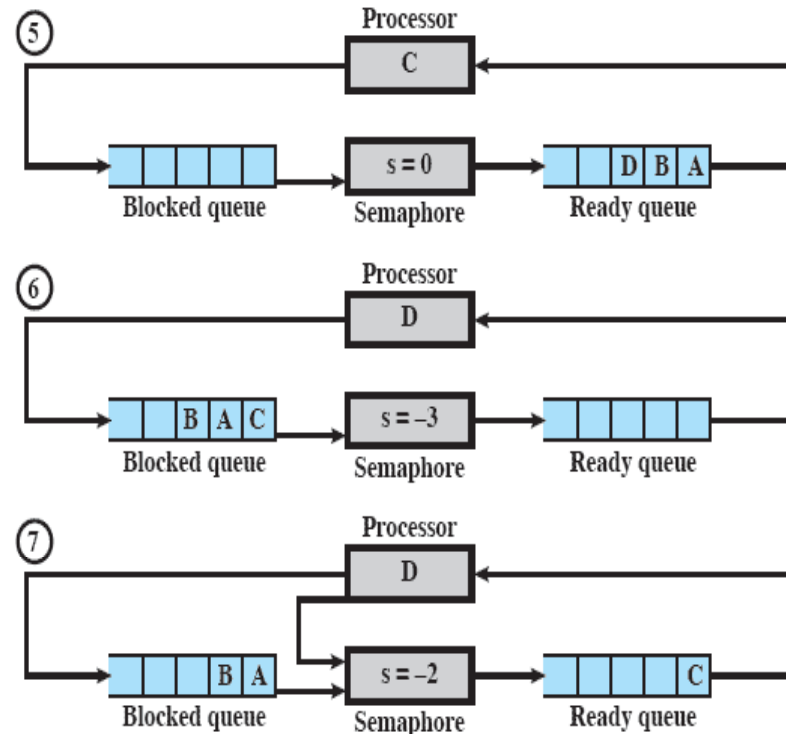 5
Processor
C
s = 0
D B A
Blocked queue
Semaphore
Ready queue
6
Processor
D
B A C
s = –3
Blocked queue
Semaphore
Ready queue
7
Processor
D
B A
s = –2
C
Blocked queue
Semaphore
Ready queue